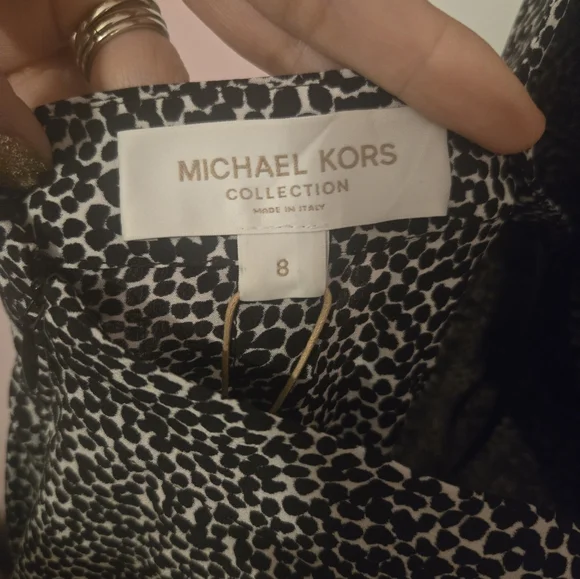 MICHAEL KORS
COLLECTION
MADE IN ITALY
8